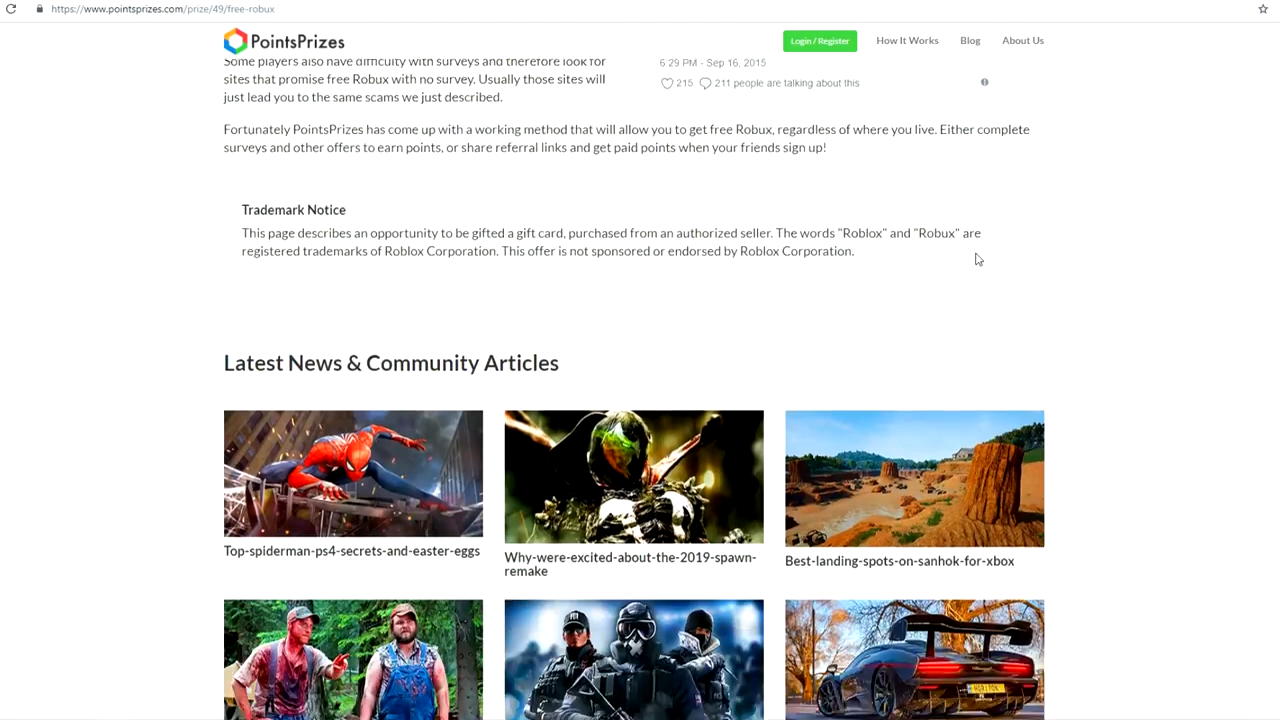 https://www.pointsprizes.com/prize/49/free-robux
PointsPrizes
Login / Register
How It Works
Blog
About Us
Some players also have difficulty with surveys and therefore look for
sites that promise free Robux with no survey. Usually those sites will
just lead you to the same scams we just described.
6:29 PM - Sep 16, 2015
215
211 people are talking about this
Fortunately PointsPrizes has come up with a working method that will allow you to get free Robux, regardless of where you live. Either complete
surveys and other offers to earn points, or share referral links and get paid points when your friends sign up!
Trademark Notice
This page describes an opportunity to be gifted a gift card, purchased from an authorized seller. The words "Roblox" and "Robux" are
registered trademarks of Roblox Corporation. This offer is not sponsored or endorsed by Roblox Corporation.
Latest News & Community Articles
Top-spiderman-ps4-secrets-and-easter-eggs
Why-were-excited-about-the-2019-spawn-
remake
Best-landing-spots-on-sanhok-for-xbox